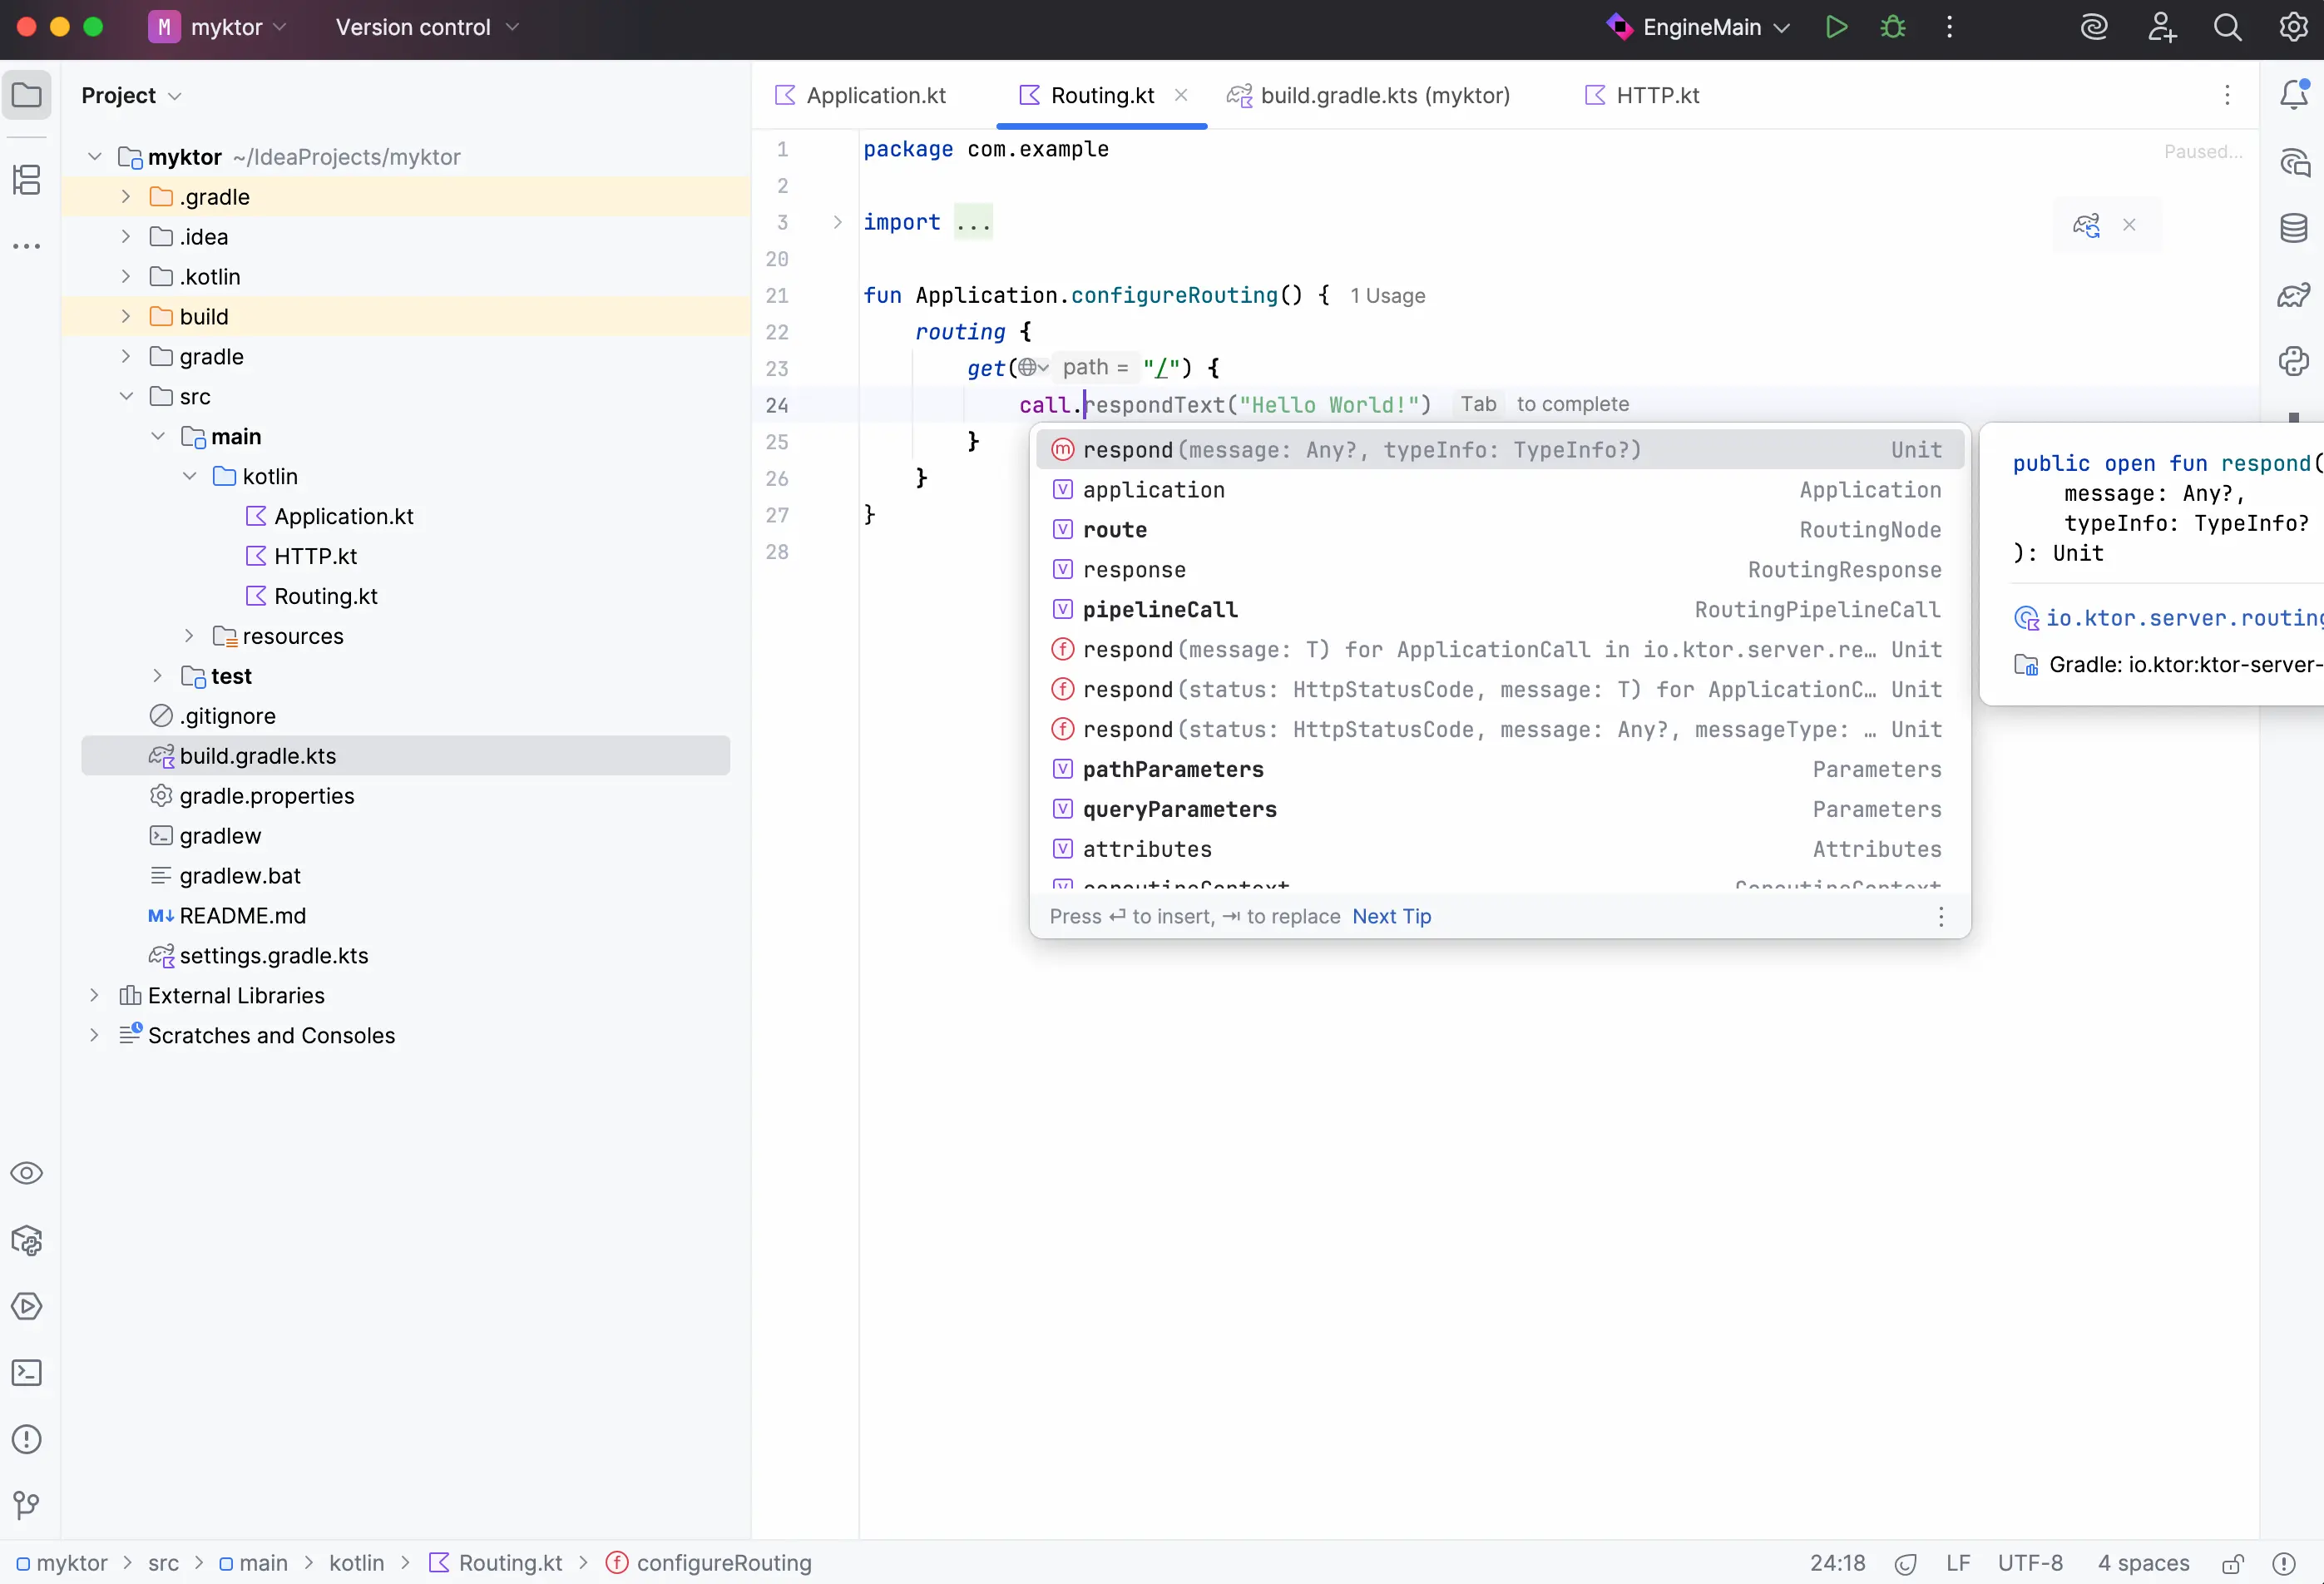 M myktor Version control EngineMain
Project
myktor ~/IdeaProjects/myktor
.gradle
.idea
.kotlin
build
gradle
src
main
kotlin
Application.kt
HTTP.kt
Routing.kt
resources
test
.gitignore
build.gradle.kts
gradle.properties
gradlew
gradlew.bat
M↓ README.md
settings.gradle.kts
External Libraries
Scratches and Consoles
Application.kt Routing.kt build.gradle.kts (myktor) HTTP.kt
Paused...
1 package com.example
2
3 import ...
20
21 fun Application.configureRouting() { 1 Usage
22 routing {
23 get( path = "/") {
24 call.respondText("Hello World!") Tab to complete
25 }
26 }
27 }
28
m respond(message: Any?, typeInfo: TypeInfo?) Unit
V application Application
V route RoutingNode
V response RoutingResponse
V pipelineCall RoutingPipelineCall
f respond(message: T) for ApplicationCall in io.ktor.server.re… Unit
f respond(status: HttpStatusCode, message: T) for ApplicationC… Unit
f respond(status: HttpStatusCode, message: Any?, messageType: … Unit
V pathParameters Parameters
V queryParameters Parameters
V attributes Attributes
V coroutineContext CoroutineContext
Press ↵ to insert, ⇥ to replace Next Tip
public open fun respond(
message: Any?,
typeInfo: TypeInfo?
): Unit
io.ktor.server.routing
Gradle: io.ktor:ktor-server-
myktor > src > main > kotlin > Routing.kt > f configureRouting
24:18 LF UTF-8 4 spaces